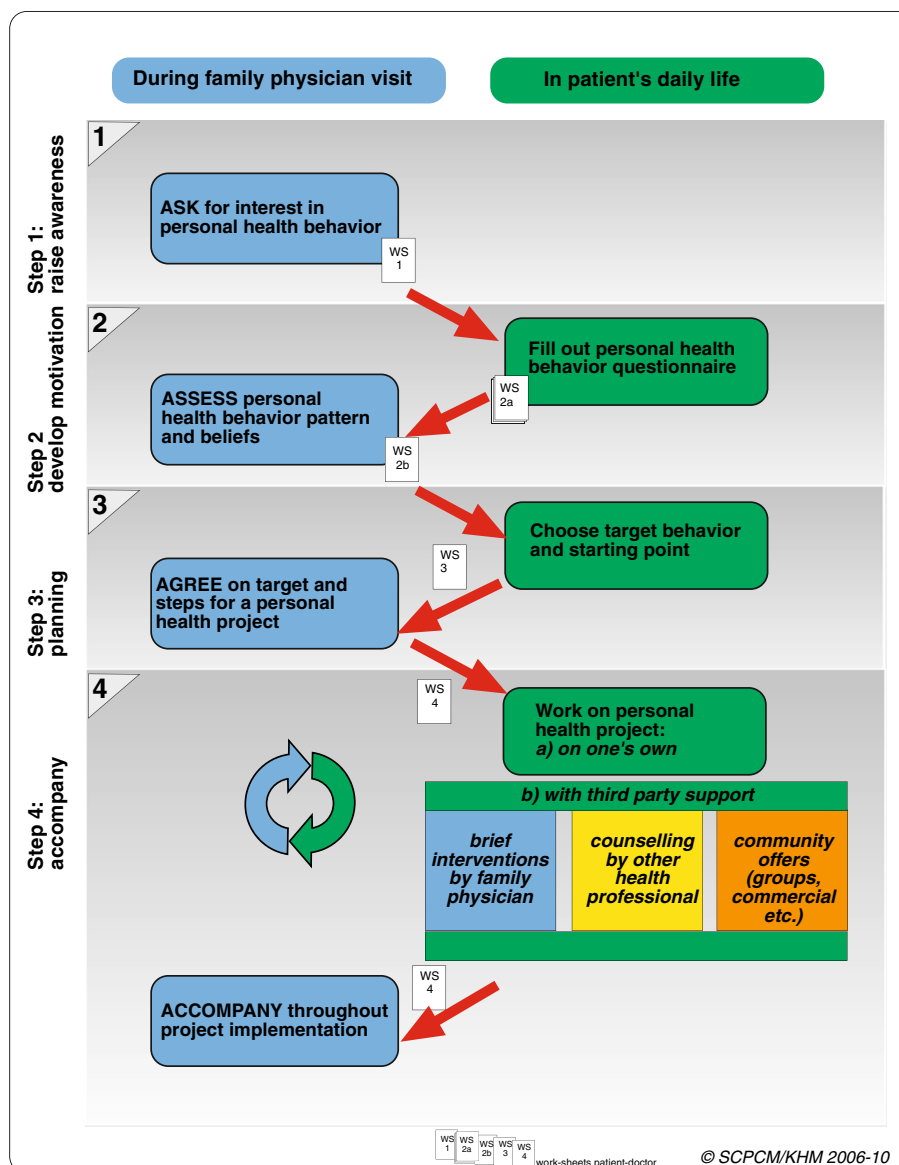 During family physician visit
In patient's daily life
Step 1:
raise awareness
1
ASK for interest in
personal health behavior
WS
1
Step 2
develop motivation
2
Fill out personal health
behavior questionnaire
WS
2a
ASSESS personal
health behavior pattern
and beliefs
WS
2b
Step 3:
planning
3
Choose target behavior
and starting point
WS
3
AGREE on target and
steps for a personal
health project
Step 4:
accompany
4
WS
4
Work on personal
health project:
a) on one's own
b) with third party support
brief
interventions
by family
physician
counselling
by other
health
professional
community
offers
(groups,
commercial
etc.)
WS
4
ACCOMPANY throughout
project implementation
WS
1
WS
2a
WS
2b
WS
3
WS
4
work-sheets patient-doctor
© SCPCM/KHM 2006-10